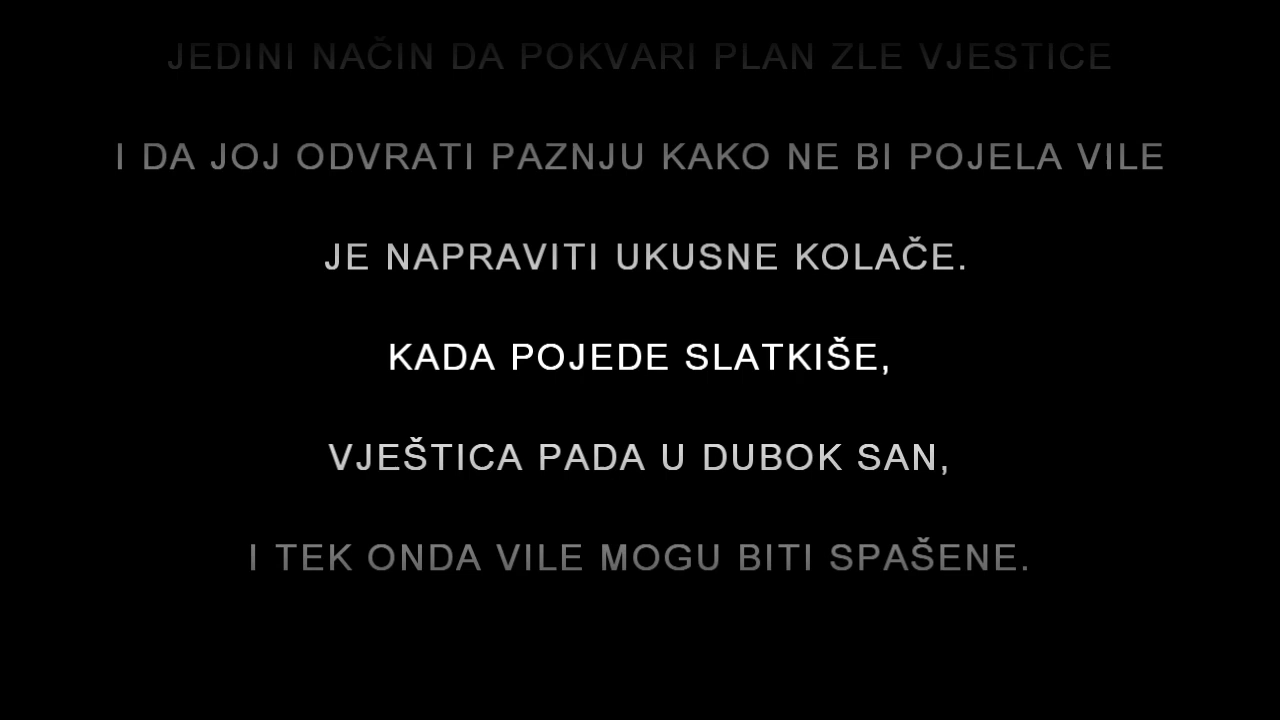 JEDINI NAČIN DA POKVARI PLAN ZLE VJESTICE
I DA JOJ ODVRATI PAZNJU KAKO NE BI POJELA VILE
JE NAPRAVITI UKUSNE KOLAČE.
KADA POJEDE SLATKIŠE,
VJEŠTICA PADA U DUBOK SAN,
I TEK ONDA VILE MOGU BITI SPAŠENE.